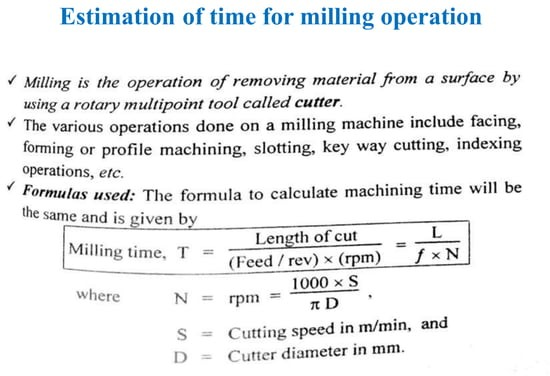 Estimation of time for milling operation
✓ Milling is the operation of removing material from a surface by
using a rotary multipoint tool called cutter.
✓ The various operations done on a milling machine include facing,
forming or profile machining, slotting, key way cutting, indexing
operations, etc.
✓ Formulas used: The formula to calculate machining time will be
the same and is given by
Milling time, T = Length of cut / (Feed / rev) × (rpm) = L / f × N
where N = rpm = 1000 × S / π D ,
S = Cutting speed in m/min, and
D = Cutter diameter in mm.